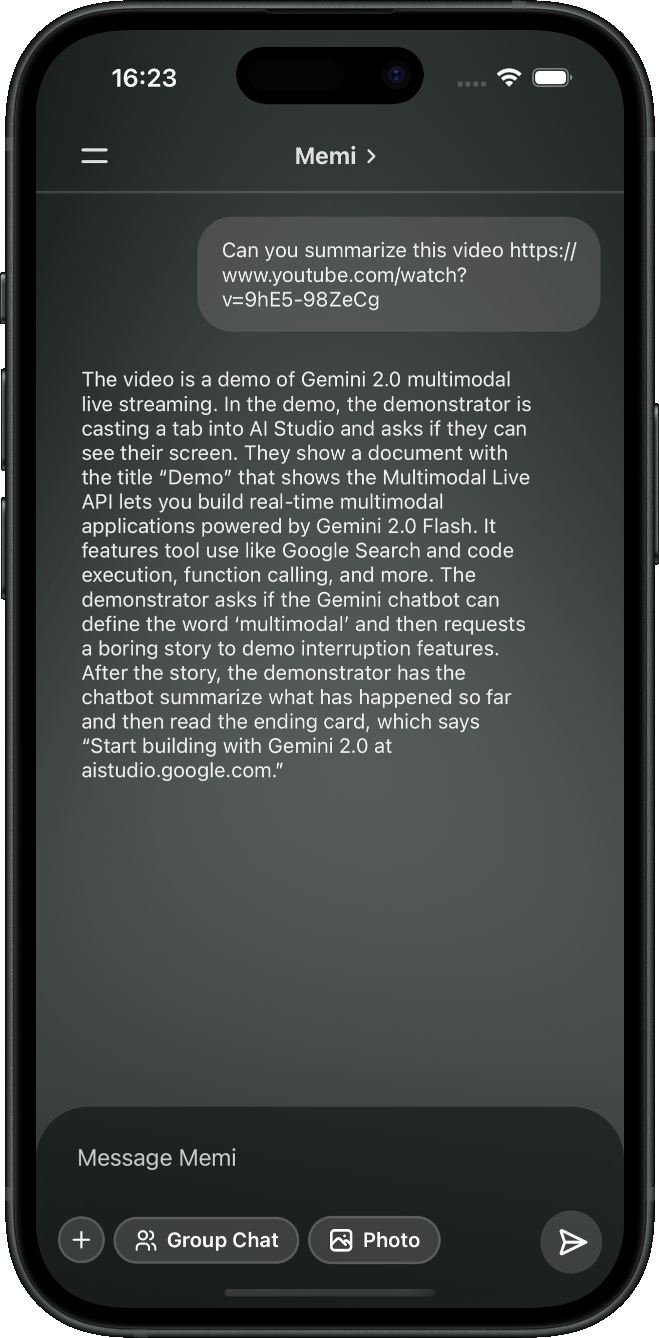 16:23
Memi
Can you summarize this video https://
www.youtube.com/watch?
v=9hE5-98ZeCg
The video is a demo of Gemini 2.0 multimodal
live streaming. In the demo, the demonstrator is
casting a tab into AI Studio and asks if they can
see their screen. They show a document with
the title “Demo” that shows the Multimodal Live
API lets you build real-time multimodal
applications powered by Gemini 2.0 Flash. It
features tool use like Google Search and code
execution, function calling, and more. The
demonstrator asks if the Gemini chatbot can
define the word ‘multimodal’ and then requests
a boring story to demo interruption features.
After the story, the demonstrator has the
chatbot summarize what has happened so far
and then read the ending card, which says
“Start building with Gemini 2.0 at
aistudio.google.com.”
Message Memi
Group Chat
Photo